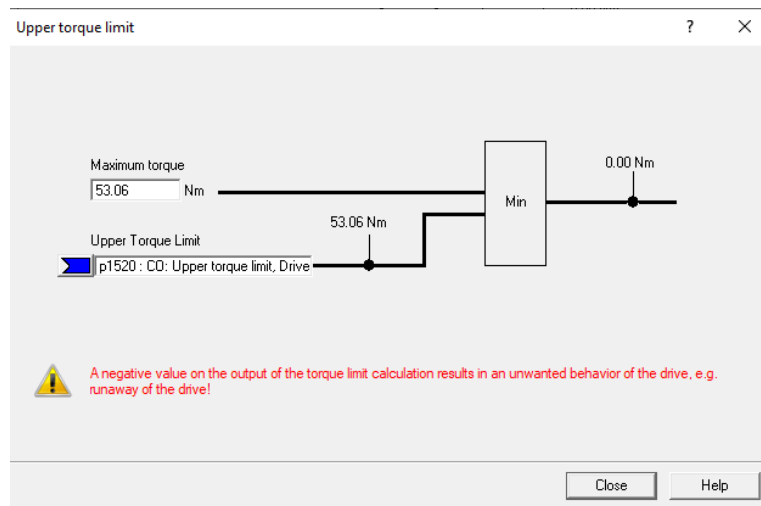 Upper torque limit
? X
Maximum torque
53.06 Nm
0.00 Nm
Min
53.06 Nm
Upper Torque Limit
p1520 : CO: Upper torque limit, Drive
A negative value on the output of the torque limit calculation results in an unwanted behavior of the drive, e.g.
runaway of the drive!
Close Help